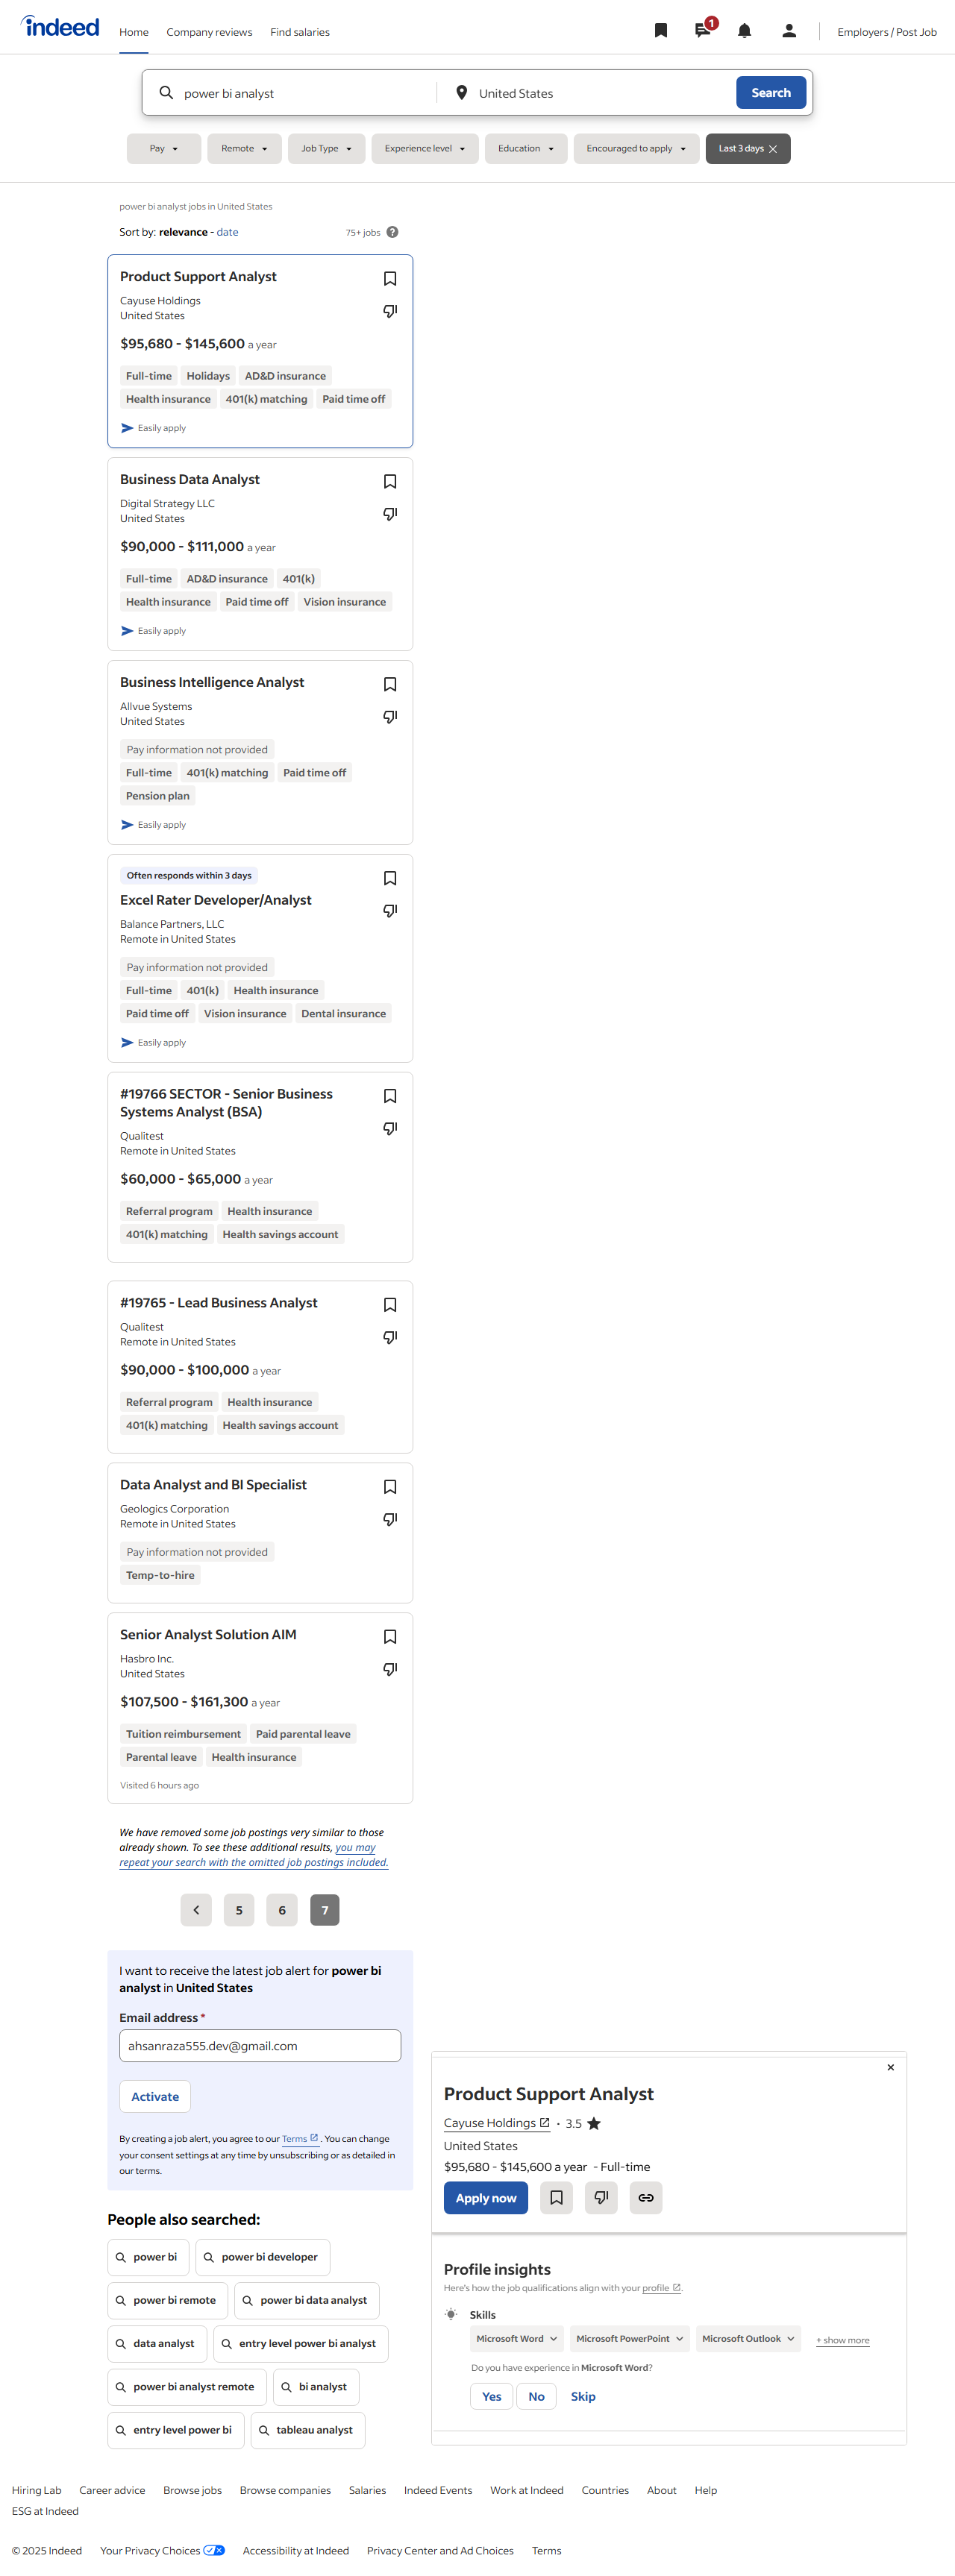 indeed
Home Company reviews Find salaries
1
Employers / Post Job
power bi analyst United States Search
Pay Remote Job Type Experience level Education Encouraged to apply Last 3 days
power bi analyst jobs in United States
Sort by: relevance - date 75+ jobs ?
Product Support Analyst
Cayuse Holdings
United States
$95,680 - $145,600 a year
Full-time Holidays AD&D insurance
Health insurance 401(k) matching Paid time off
Easily apply
Business Data Analyst
Digital Strategy LLC
United States
$90,000 - $111,000 a year
Full-time AD&D insurance 401(k)
Health insurance Paid time off Vision insurance
Easily apply
Business Intelligence Analyst
Allvue Systems
United States
Pay information not provided
Full-time 401(k) matching Paid time off
Pension plan
Easily apply
Often responds within 3 days
Excel Rater Developer/Analyst
Balance Partners, LLC
Remote in United States
Pay information not provided
Full-time 401(k) Health insurance
Paid time off Vision insurance Dental insurance
Easily apply
#19766 SECTOR - Senior Business
Systems Analyst (BSA)
Qualitest
Remote in United States
$60,000 - $65,000 a year
Referral program Health insurance
401(k) matching Health savings account
#19765 - Lead Business Analyst
Qualitest
Remote in United States
$90,000 - $100,000 a year
Referral program Health insurance
401(k) matching Health savings account
Data Analyst and BI Specialist
Geologics Corporation
Remote in United States
Pay information not provided
Temp-to-hire
Senior Analyst Solution AIM
Hasbro Inc.
United States
$107,500 - $161,300 a year
Tuition reimbursement Paid parental leave
Parental leave Health insurance
Visited 6 hours ago
We have removed some job postings very similar to those
already shown. To see these additional results, you may
repeat your search with the omitted job postings included.
5 6 7
I want to receive the latest job alert for power bi
analyst in United States
Email address *
ahsanraza555.dev@gmail.com
Activate
By creating a job alert, you agree to our Terms. You can change
your consent settings at any time by unsubscribing or as detailed in
our terms.
People also searched:
power bi power bi developer
power bi remote power bi data analyst
data analyst entry level power bi analyst
power bi analyst remote bi analyst
entry level power bi tableau analyst
Product Support Analyst
Cayuse Holdings · 3.5
United States
$95,680 - $145,600 a year - Full-time
Apply now
Profile insights
Here's how the job qualifications align with your profile.
Skills
Microsoft Word Microsoft PowerPoint Microsoft Outlook + show more
Do you have experience in Microsoft Word?
Yes No Skip
Hiring Lab Career advice Browse jobs Browse companies Salaries Indeed Events Work at Indeed Countries About Help
ESG at Indeed
© 2025 Indeed Your Privacy Choices Accessibility at Indeed Privacy Center and Ad Choices Terms